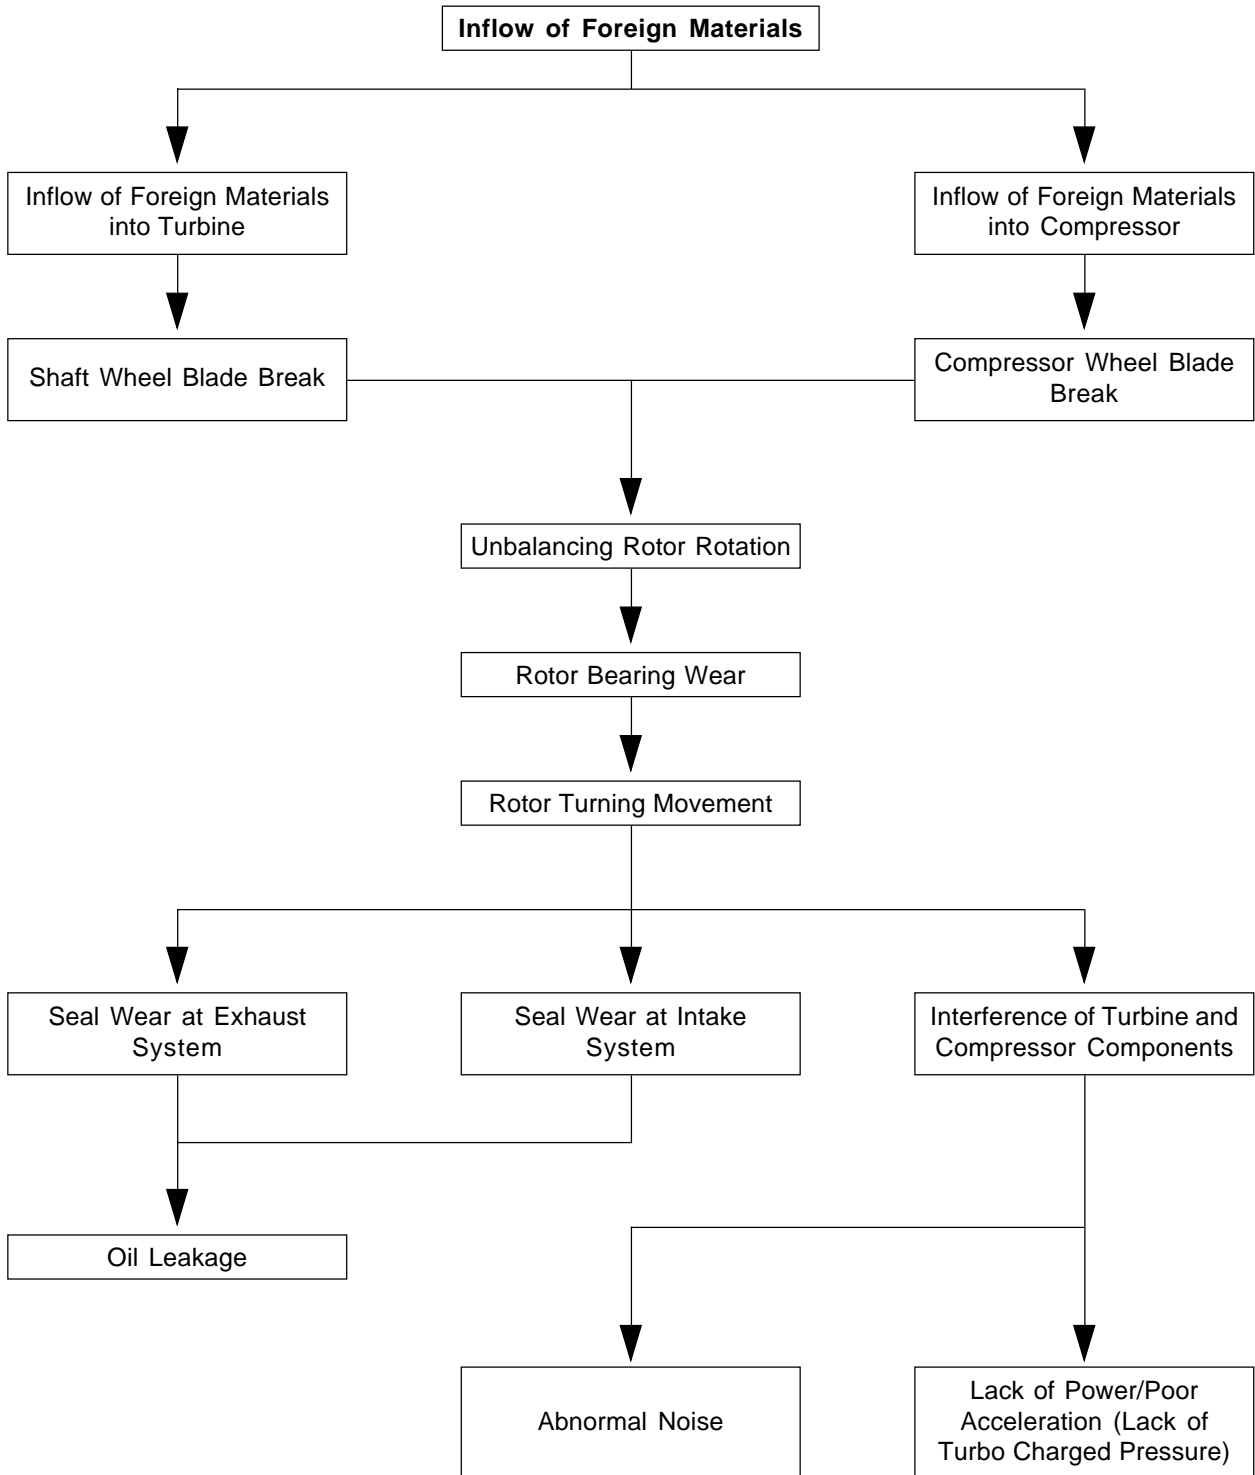 Inflow of Foreign Materials
Inflow of Foreign Materials
into Turbine
Inflow of Foreign Materials
into Compressor
Shaft Wheel Blade Break
Compressor Wheel Blade
Break
Unbalancing Rotor Rotation
Rotor Bearing Wear
Rotor Turning Movement
Seal Wear at Exhaust
System
Seal Wear at Intake
System
Interference of Turbine and
Compressor Components
Oil Leakage
Abnormal Noise
Lack of Power/Poor
Acceleration (Lack of
Turbo Charged Pressure)